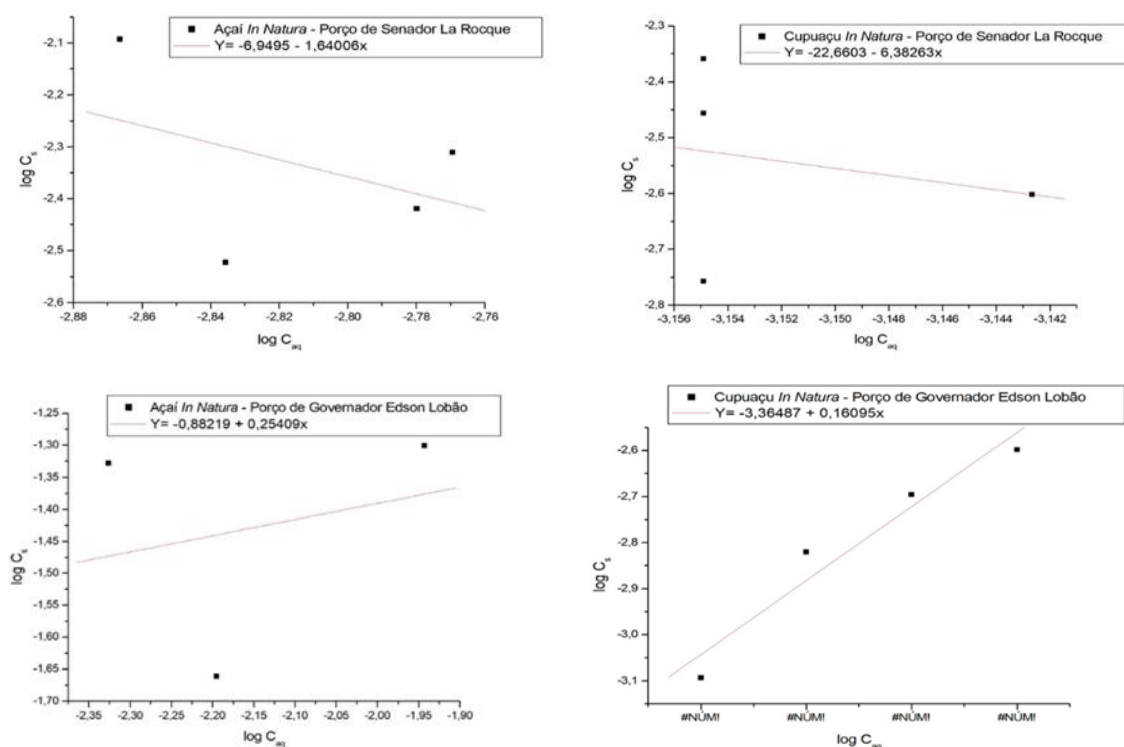 Açaí In Natura - Porço de Senador La Rocque
Y= -6,9495 - 1,64006x
-2,1
-2,2
-2,3
-2,4
-2,5
-2,6
log Cs
-2,88 -2,86 -2,84 -2,82 -2,80 -2,78 -2,76
log Caq
Cupuaçu In Natura - Porço de Senador La Rocque
Y= -22,6603 - 6,38263x
-2,3
-2,4
-2,5
-2,6
-2,7
-2,8
log Cs
-3,156 -3,154 -3,152 -3,150 -3,148 -3,146 -3,144 -3,142
log Caq
Açaí In Natura - Porço de Governador Edson Lobão
Y= -0,88219 + 0,25409x
-1,25
-1,30
-1,35
-1,40
-1,45
-1,50
-1,55
-1,60
-1,65
-1,70
log Cs
-2,35 -2,30 -2,25 -2,20 -2,15 -2,10 -2,05 -2,00 -1,95 -1,90
log Caq
Cupuaçu In Natura - Porço de Governador Edson Lobão
Y= -3,36487 + 0,16095x
-2,6
-2,7
-2,8
-2,9
-3,0
-3,1
log Cs
#NÚM! #NÚM! #NÚM! #NÚM!
log Caq